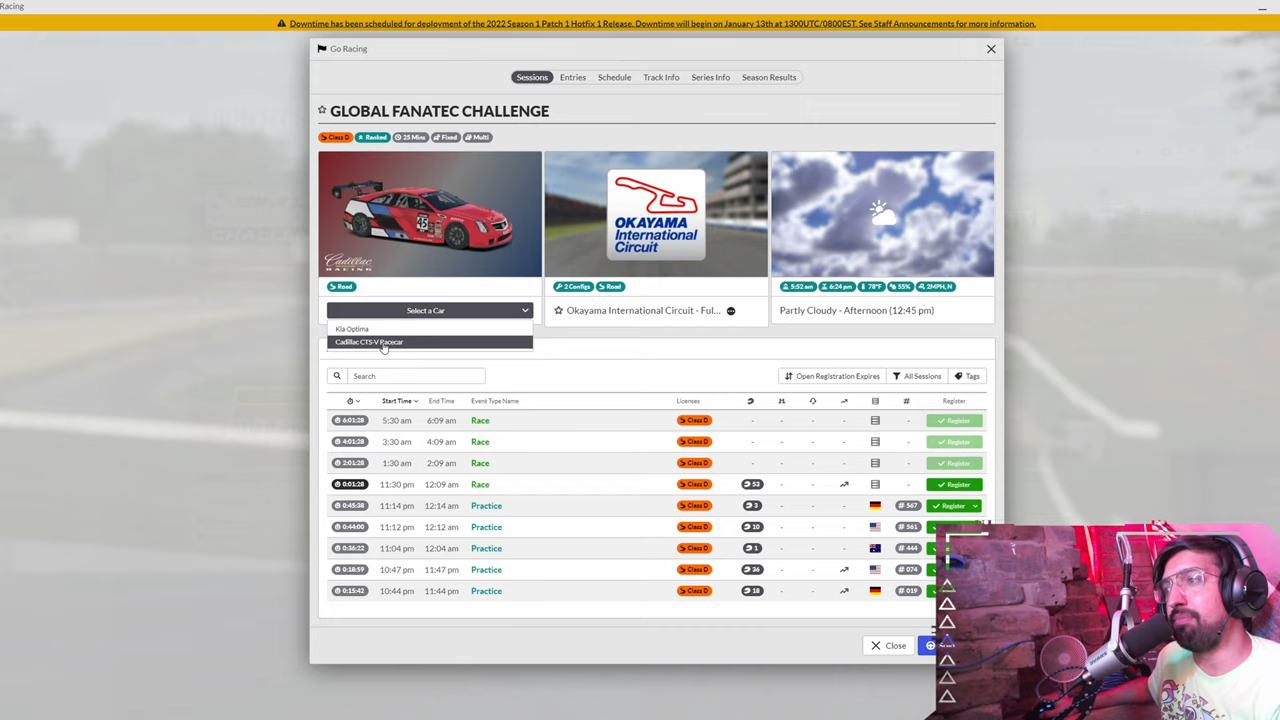 Racing
Downtime has been scheduled for deployment of the 2022 Season 1 Patch 1 Hotfix 1 Release. Downtime will begin on January 13th at 1300UTC/0800EST. See Staff Announcements for more information.
Go Racing
Sessions Entries Schedule Track Info Series Info Season Results
GLOBAL FANATEC CHALLENGE
Class D Ranked 25 Mins Fixed Multi
45
Cadillac
RACING
OKAYAMA
International
Circuit
Road
2 Configs Road
5:52 am 6:24 pm 78°F 55% 2MPH, N
Select a Car
Okayama International Circuit - Ful...
Partly Cloudy - Afternoon (12:45 pm)
Kia Optima
Cadillac CTS-V Racecar
Search
Open Registration Expires All Sessions Tags
Start Time End Time Event Type Name Licenses # Register
6:01:28 5:30 am 6:09 am Race Class D - - - - - Register
4:01:28 3:30 am 4:09 am Race Class D - - - - - Register
2:01:28 1:30 am 2:09 am Race Class D - - - - - Register
0:01:28 11:30 pm 12:09 am Race Class D 53 - - - Register
0:45:38 11:14 pm 12:14 am Practice Class D 3 - - - # 567 Register
0:44:00 11:12 pm 12:12 am Practice Class D 10 - - - # 561
0:36:22 11:04 pm 12:04 am Practice Class D 1 - - - # 444
0:18:59 10:47 pm 11:47 pm Practice Class D 36 - - # 074
0:15:42 10:44 pm 11:44 pm Practice Class D 18 - - # 019
Close